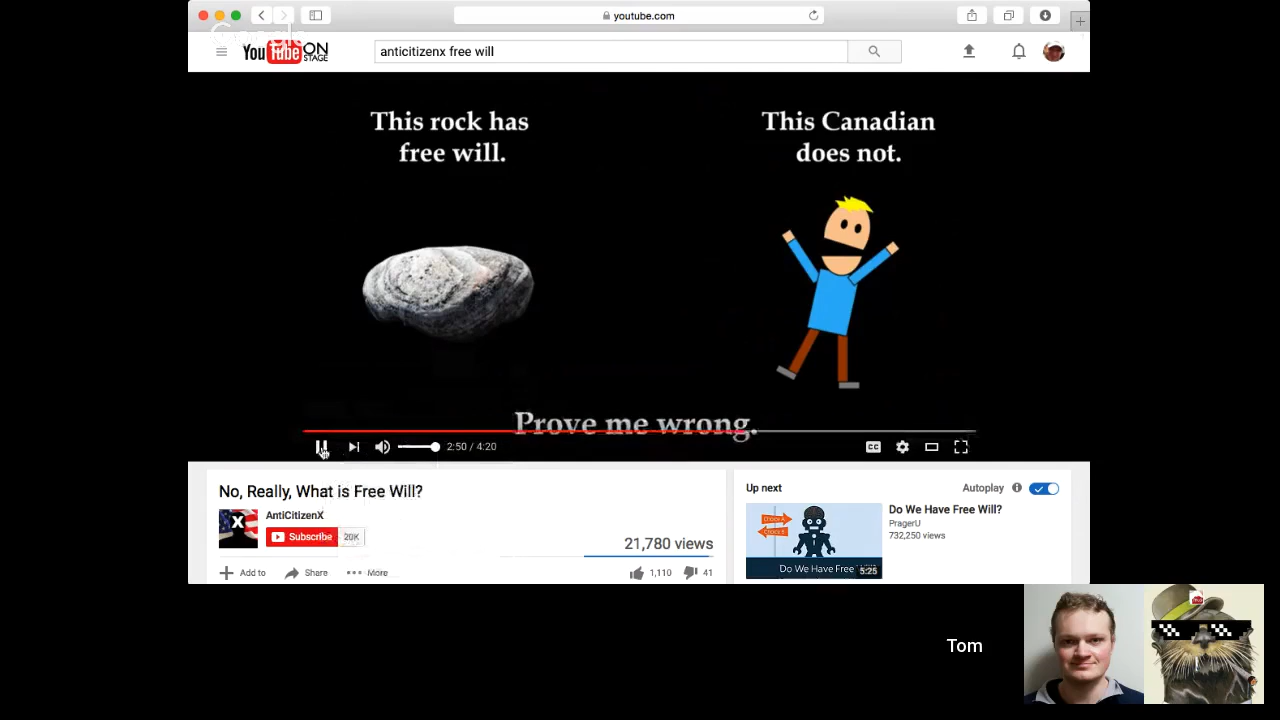 youtube.com
Google
YouTube ON STAGE
anticitizenx free will
This rock has
free will.
This Canadian
does not.
Prove me wrong.
2:50 / 4:20
CC
No, Really, What is Free Will?
AntiCitizenX
X
Subscribe 20K
21,780 views
Add to Share More
1,110 41
Up next Autoplay
Do We Have Free Will?
PragerU
732,250 views
Do We Have Free
5:25
Tom